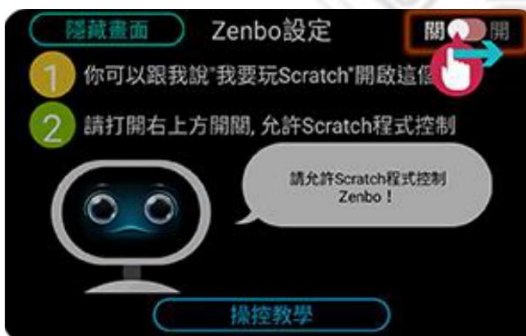 隱藏畫面
Zenbo設定
關
開
1 你可以跟我說"我要玩Scratch"開啟這個
2 請打開右上方開關, 允許Scratch程式控制
請允許Scratch程式控制
Zenbo！
操控教學